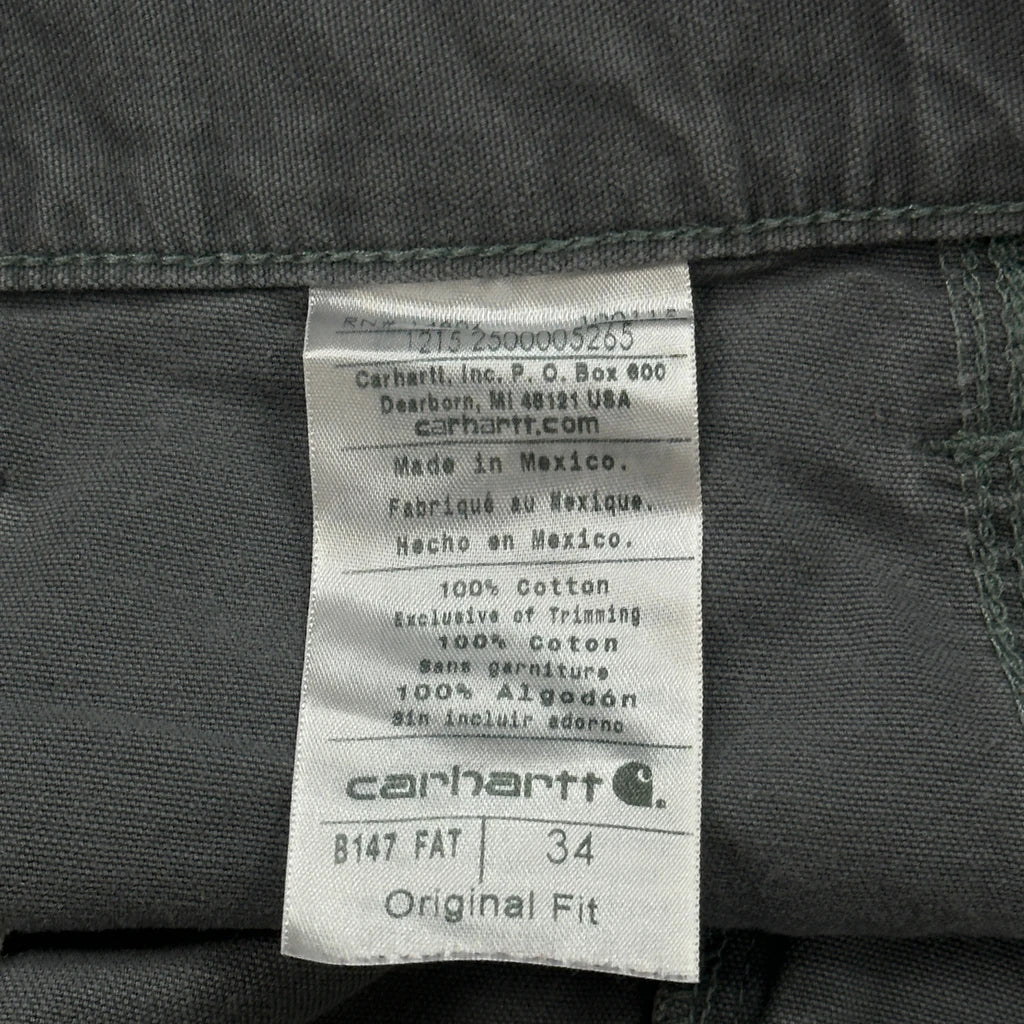 RN#
1215 2500005265
Carhartt, Inc. P. O. Box 600
Dearborn, MI 48121 USA
carhartt.com
Made in Mexico.
Fabriqué au Mexique.
Hecho en Mexico.
100% Cotton
Exclusive of Trimming
100% Coton
Sans garniture
100% Algodón
sin incluir adorno
carhartt
B147 FAT 34
Original Fit